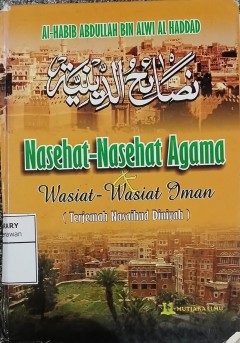 Al-HABIB ABDULLAH BIN ALWI AL HADDAD
نصائح الدينية
Nasehat-Nasehat Agama
&
Wasiat-Wasiat Iman
( Terjemah Nasaihud Diniyah )
MUTIARA ILMU